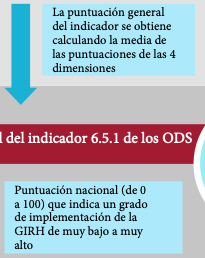 La puntuación general
del indicador se obtiene
calculando la media de
las puntuaciones de las 4
dimensiones
l del indicador 6.5.1 de los ODS
Puntuación nacional (de 0
a 100) que indica un grado
de implementación de la
GIRH de muy bajo a muy
alto